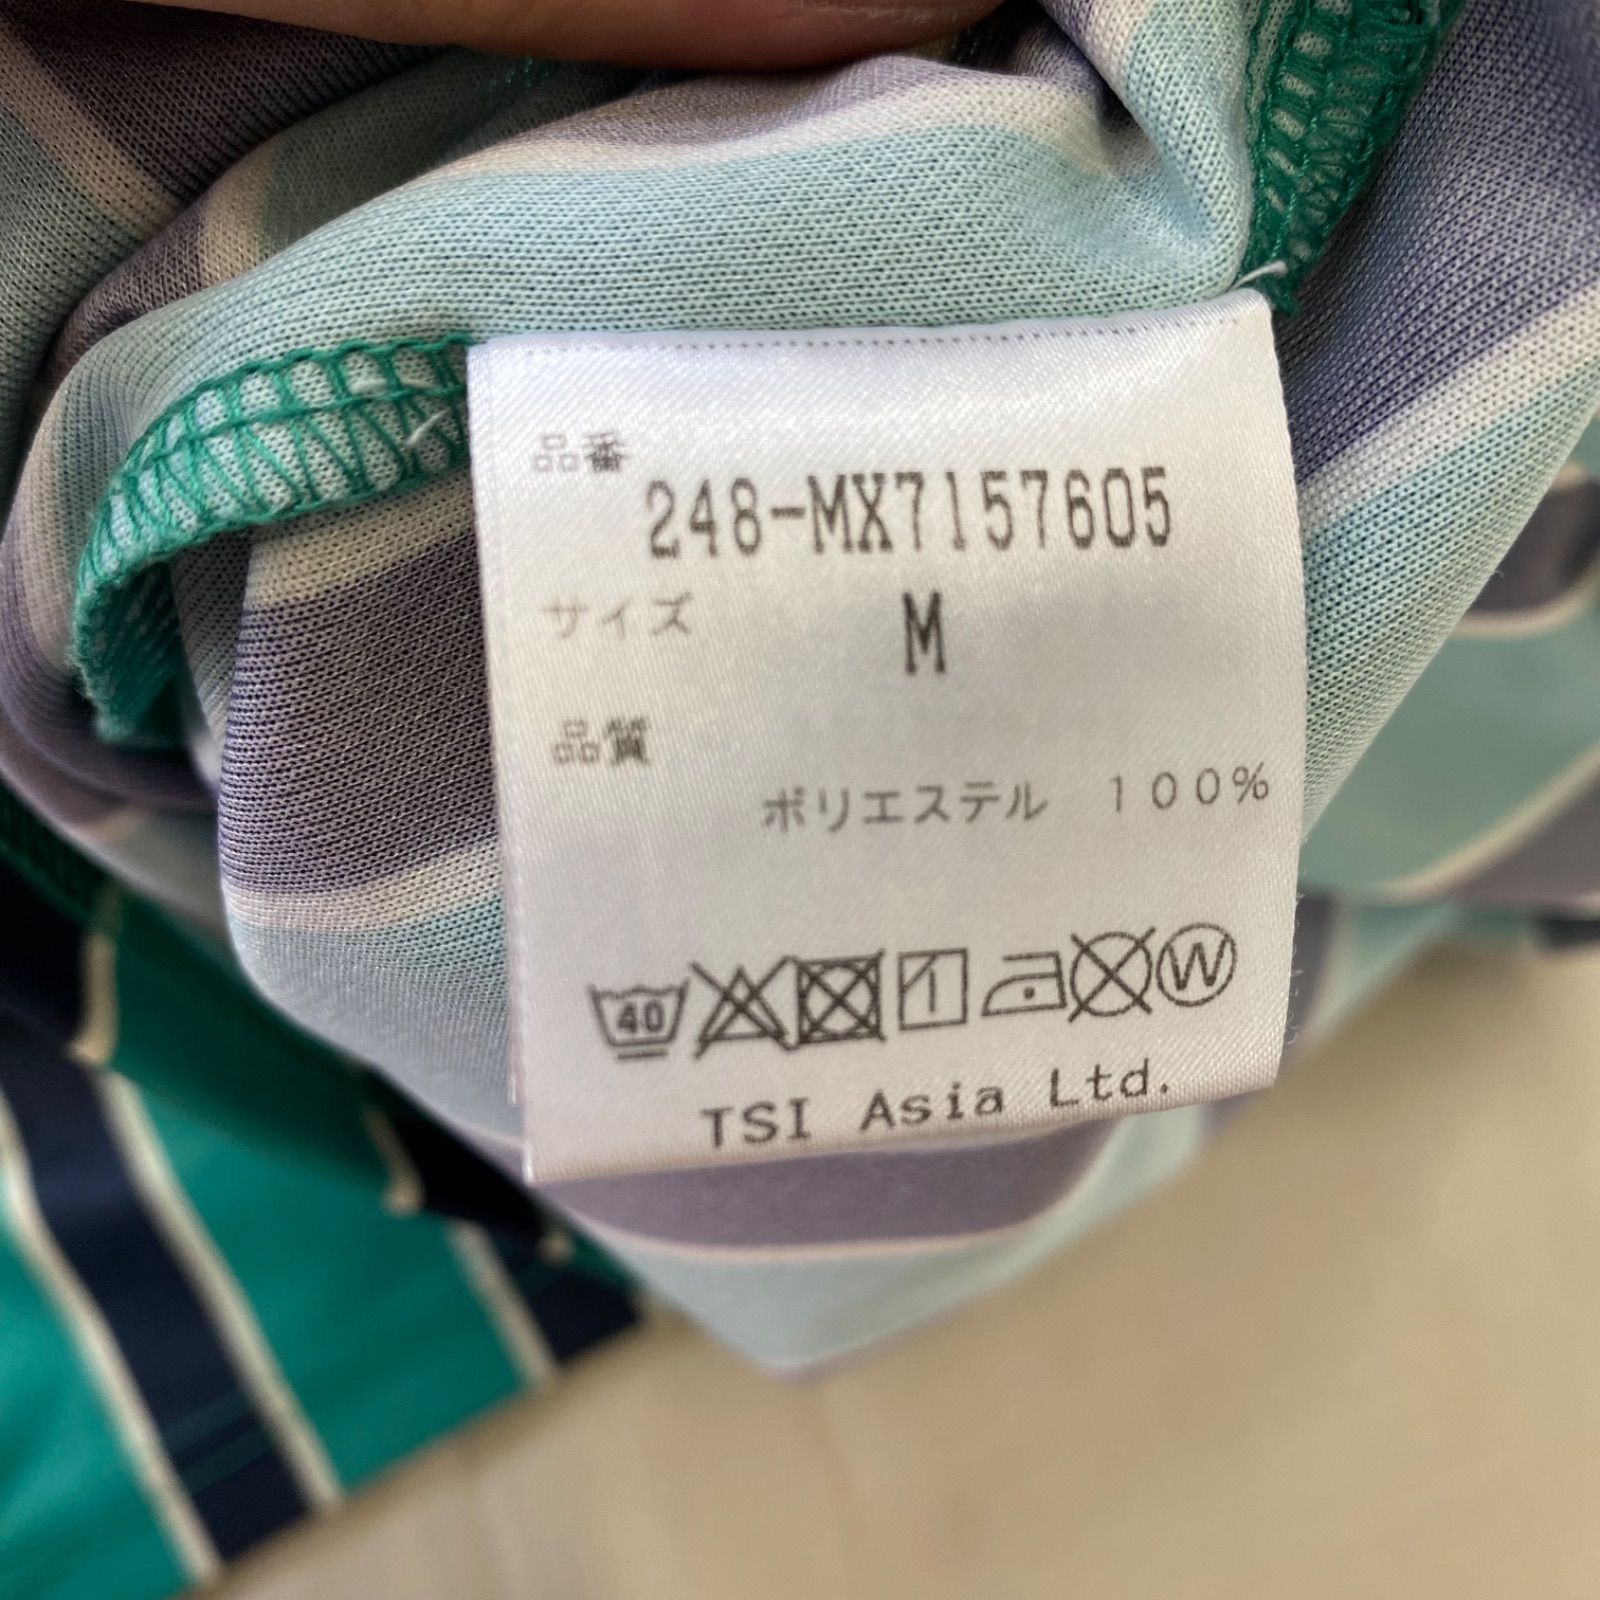 品番
248-MX7157605
サイズ M
品質
ポリエステル 100%
40 1 W
TSI Asia Ltd.